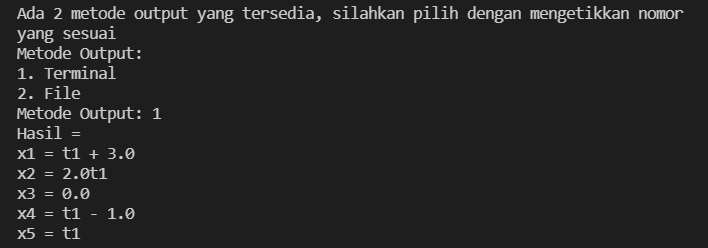 Ada 2 metode output yang tersedia, silahkan pilih dengan mengetikkan nomor
yang sesuai
Metode Output:
1. Terminal
2. File
Metode Output: 1
Hasil =
x1 = t1 + 3.0
x2 = 2.0t1
x3 = 0.0
x4 = t1 - 1.0
x5 = t1